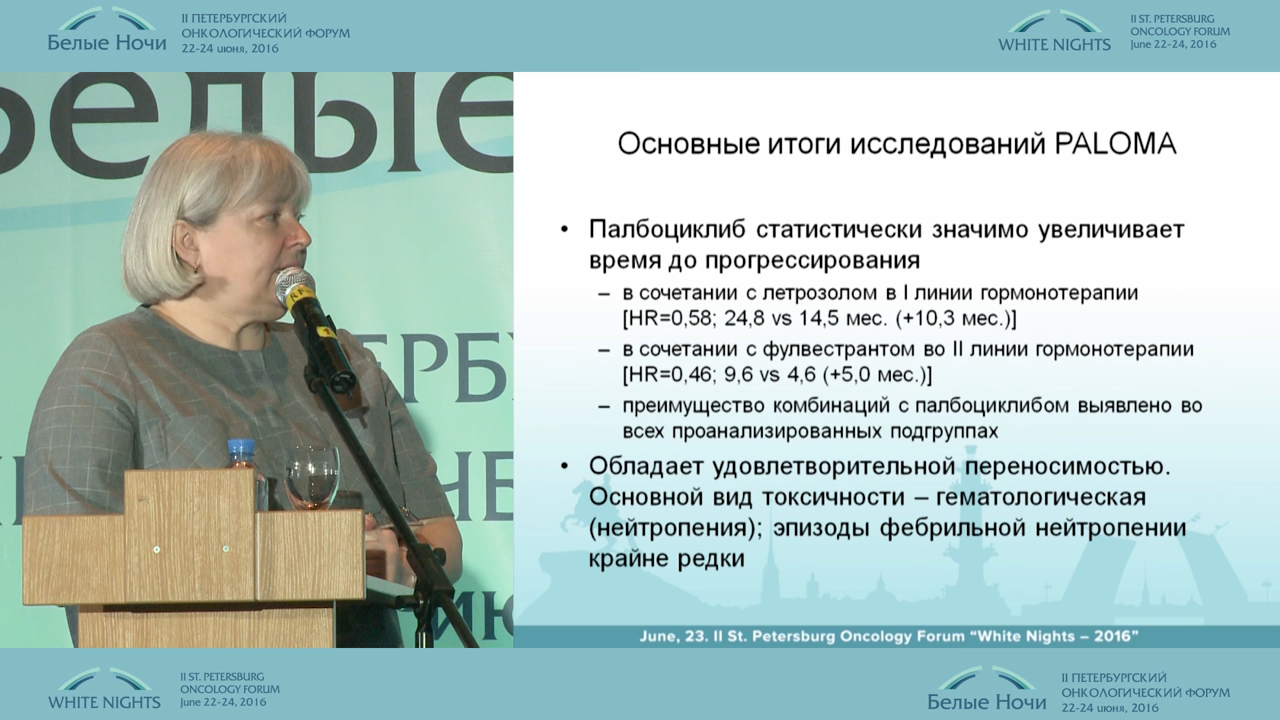 II ПЕТЕРБУРГСКИЙ
ОНКОЛОГИЧЕСКИЙ ФОРУМ
22-24 июня, 2016
Белые Ночи
II ST. PETERSBURG
ONCOLOGY FORUM
June 22-24, 2016
WHITE NIGHTS
Белые
Основные итоги исследований PALOMA
• Палбоциклиб статистически значимо увеличивает
время до прогрессирования
– в сочетании с летрозолом в I линии гормонотерапии
[HR=0,58; 24,8 vs 14,5 мес. (+10,3 мес.)]
– в сочетании с фулвестрантом во II линии гормонотерапии
[HR=0,46; 9,6 vs 4,6 (+5,0 мес.)]
– преимущество комбинаций с палбоциклибом выявлено во
всех проанализированных подгруппах
• Обладает удовлетворительной переносимостью.
Основной вид токсичности – гематологическая
(нейтропения); эпизоды фебрильной нейтропении
крайне редки
June, 23. II St. Petersburg Oncology Forum “White Nights – 2016”
WHITE NIGHTS
II ST. PETERSBURG
ONCOLOGY FORUM
June 22-24, 2016
Белые Ночи
II ПЕТЕРБУРГСКИЙ
ОНКОЛОГИЧЕСКИЙ ФОРУМ
22-24 июня, 2016